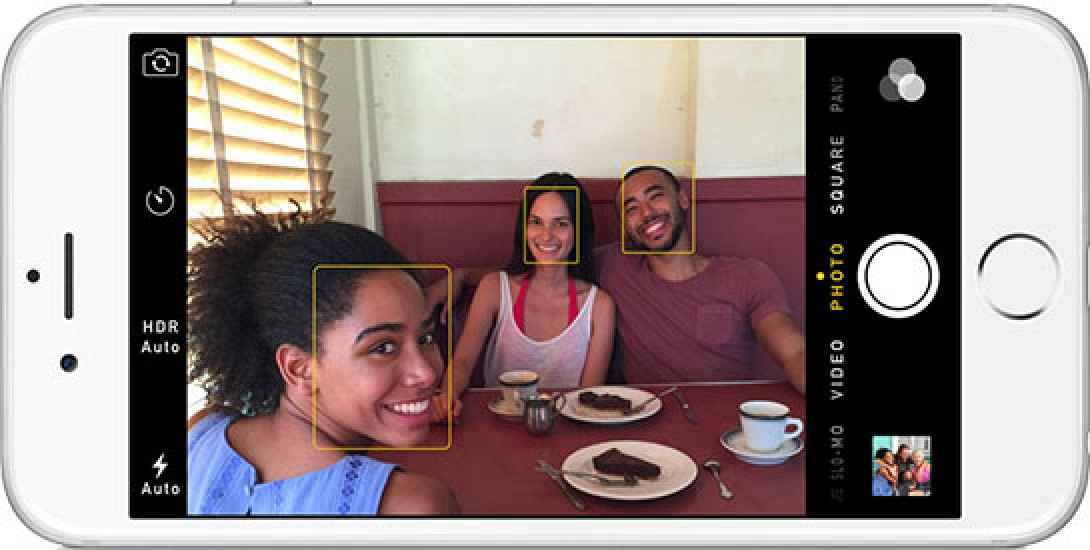 HDR
Auto
Auto
PANO
SQUARE
PHOTO
VIDEO
SLO-MO